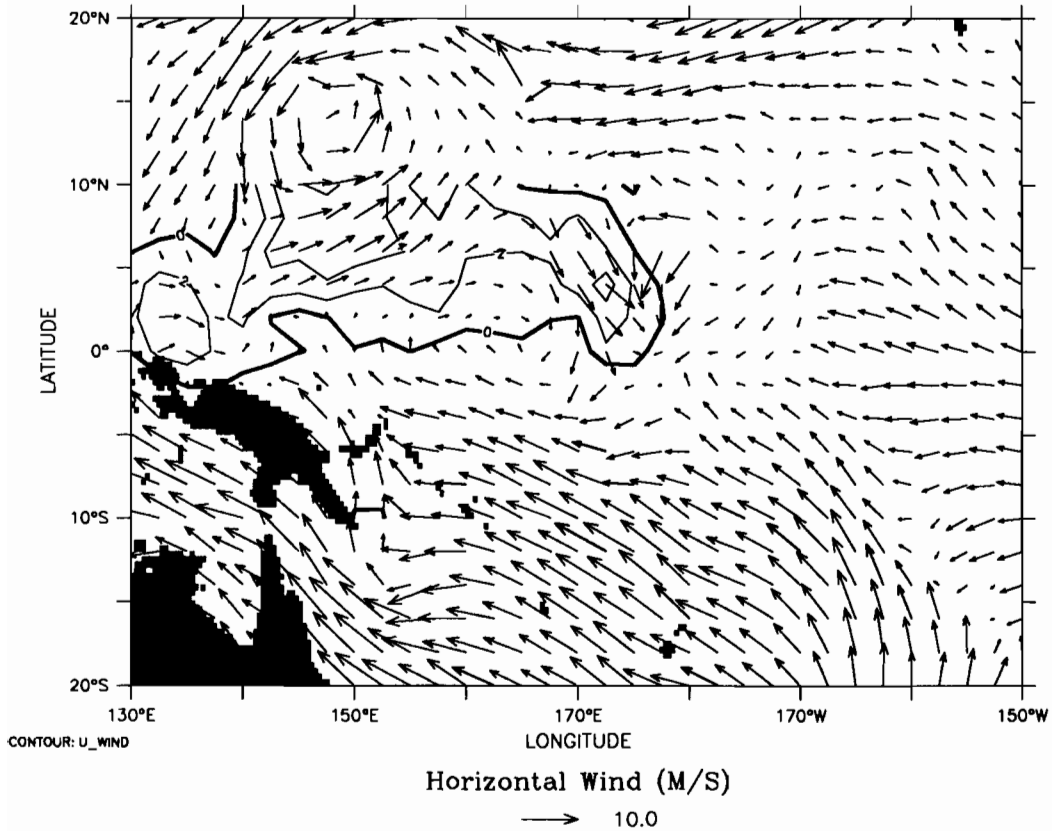 20°N
10°N
0°
10°S
20°S
LATITUDE
0
2
2
0
130°E 150°E 170°E 170°W 150°W
CONTOUR: U_WIND
LONGITUDE
Horizontal Wind (M/S)
10.0